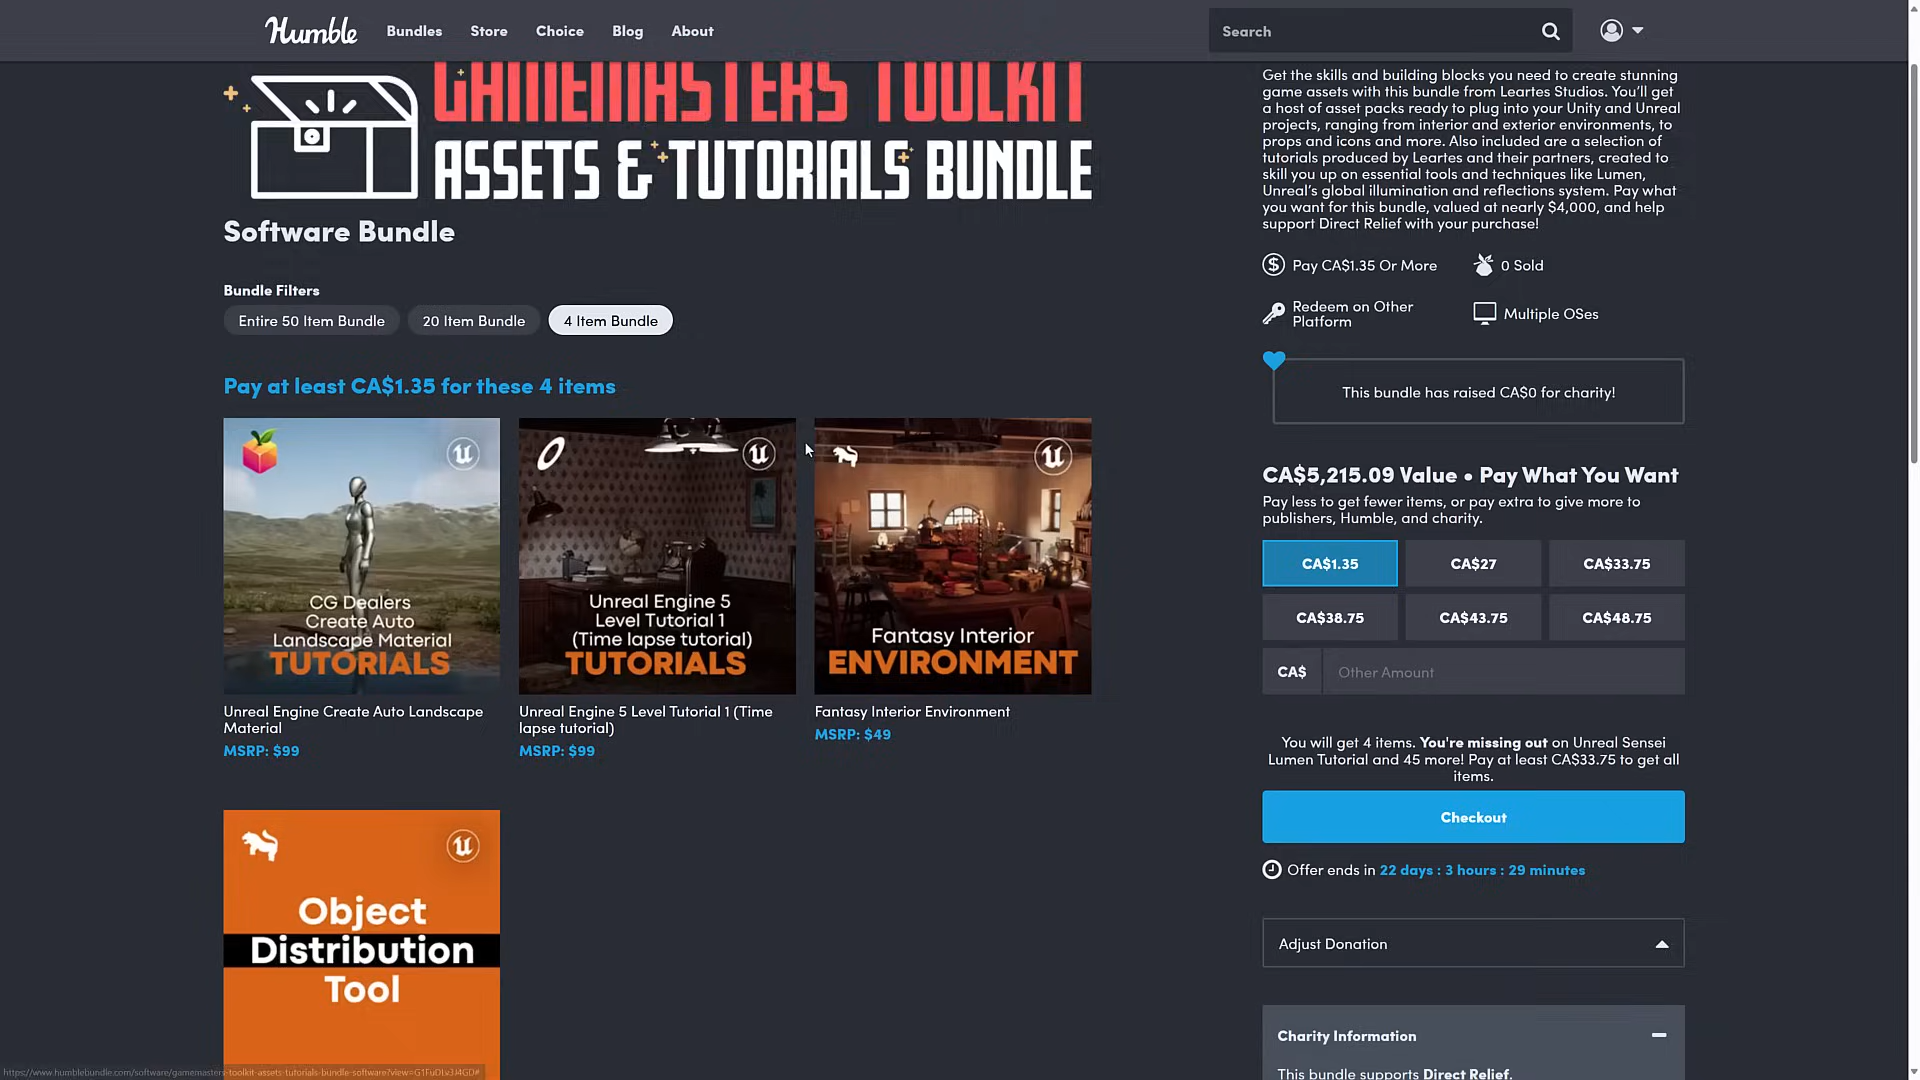 Humble
Bundles
Store
Choice
Blog
About
Search
GAMEMASTERS TOOLKIT
ASSETS & TUTORIALS BUNDLE
Software Bundle
Bundle Filters
Entire 50 Item Bundle
20 Item Bundle
4 Item Bundle
Pay at least CA$1.35 for these 4 items
CG Dealers
Create Auto
Landscape Material
TUTORIALS
Unreal Engine Create Auto Landscape
Material
MSRP: $99
Unreal Engine 5
Level Tutorial 1
(Time lapse tutorial)
TUTORIALS
Unreal Engine 5 Level Tutorial 1 (Time
lapse tutorial)
MSRP: $99
Fantasy Interior
ENVIRONMENT
Fantasy Interior Environment
MSRP: $49
Object
Distribution
Tool
Get the skills and building blocks you need to create stunning
game assets with this bundle from Leartes Studios. You'll get
a host of asset packs ready to plug into your Unity and Unreal
projects, ranging from interior and exterior environments, to
props and icons and more. Also included are a selection of
tutorials produced by Leartes and their partners, created to
skill you up on essential tools and techniques like Lumen,
Unreal's global illumination and reflections system. Pay what
you want for this bundle, valued at nearly $4,000, and help
support Direct Relief with your purchase!
Pay CA$1.35 Or More
0 Sold
Redeem on Other
Platform
Multiple OSes
This bundle has raised CA$0 for charity!
CA$5,215.09 Value • Pay What You Want
Pay less to get fewer items, or pay extra to give more to
publishers, Humble, and charity.
CA$1.35
CA$27
CA$33.75
CA$38.75
CA$43.75
CA$48.75
CA$
Other Amount
You will get 4 items. You're missing out on Unreal Sensei
Lumen Tutorial and 45 more! Pay at least CA$33.75 to get all
items.
Checkout
Offer ends in 22 days : 3 hours : 29 minutes
Adjust Donation
Charity Information
This bundle supports Direct Relief.